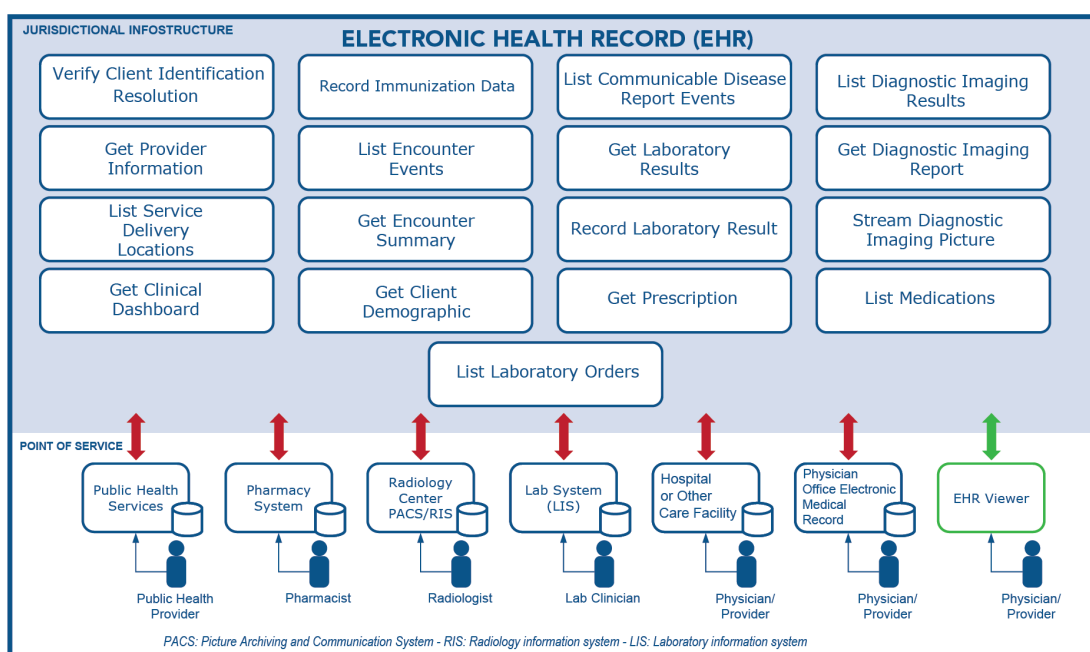 JURISDICTIONAL INFOSTRUCTURE
ELECTRONIC HEALTH RECORD (EHR)
Verify Client Identification
Resolution
Record Immunization Data
List Communicable Disease
Report Events
List Diagnostic Imaging
Results
Get Provider
Information
List Encounter
Events
Get Laboratory
Results
Get Diagnostic Imaging
Report
List Service
Delivery
Locations
Get Encounter
Summary
Record Laboratory Result
Stream Diagnostic
Imaging Picture
Get Clinical
Dashboard
Get Client
Demographic
Get Prescription
List Medications
List Laboratory Orders
POINT OF SERVICE
Public Health
Services
Pharmacy
System
Radiology
Center
PACS/RIS
Lab System
(LIS)
Hospital
or Other
Care Facility
Physician
Office Electronic
Medical
Record
EHR Viewer
Public Health
Provider
Pharmacist
Radiologist
Lab Clinician
Physician/
Provider
Physician/
Provider
Physician/
Provider
PACS: Picture Archiving and Communication System - RIS: Radiology information system - LIS: Laboratory information system